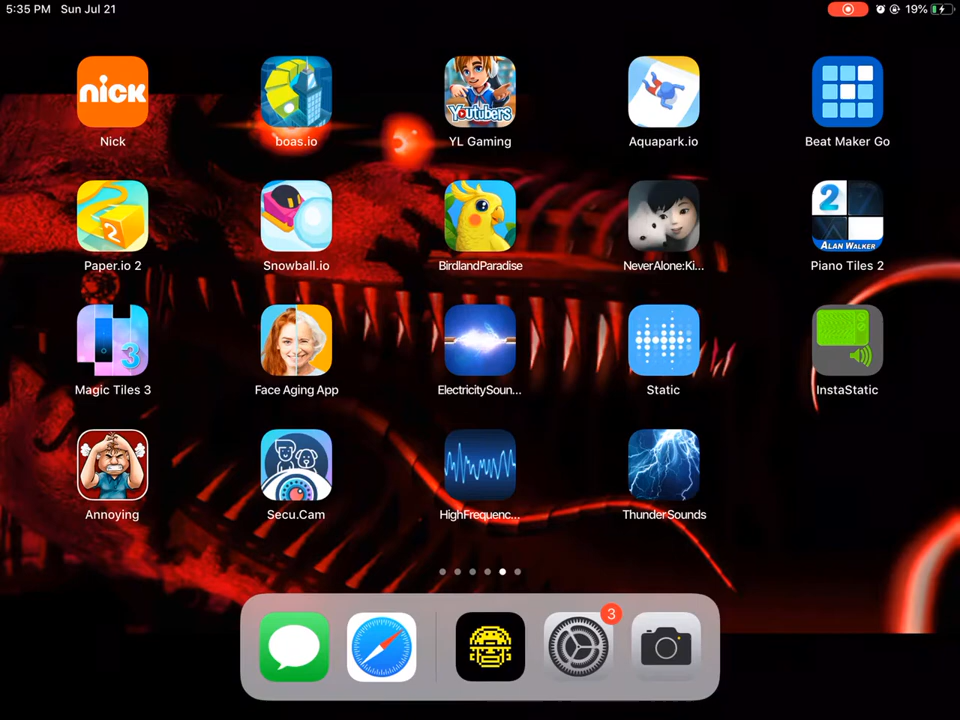 5:35 PM Sun Jul 21 19%
nick
Youtubers
Nick boas.io YL Gaming Aquapark.io Beat Maker Go
2
2
ALAN WALKER
Paper.io 2 Snowball.io BirdlandParadise NeverAlone:Ki... Piano Tiles 2
3
Magic Tiles 3 Face Aging App ElectricitySoun... Static InstaStatic
Annoying Secu.Cam HighFrequenc... ThunderSounds
3